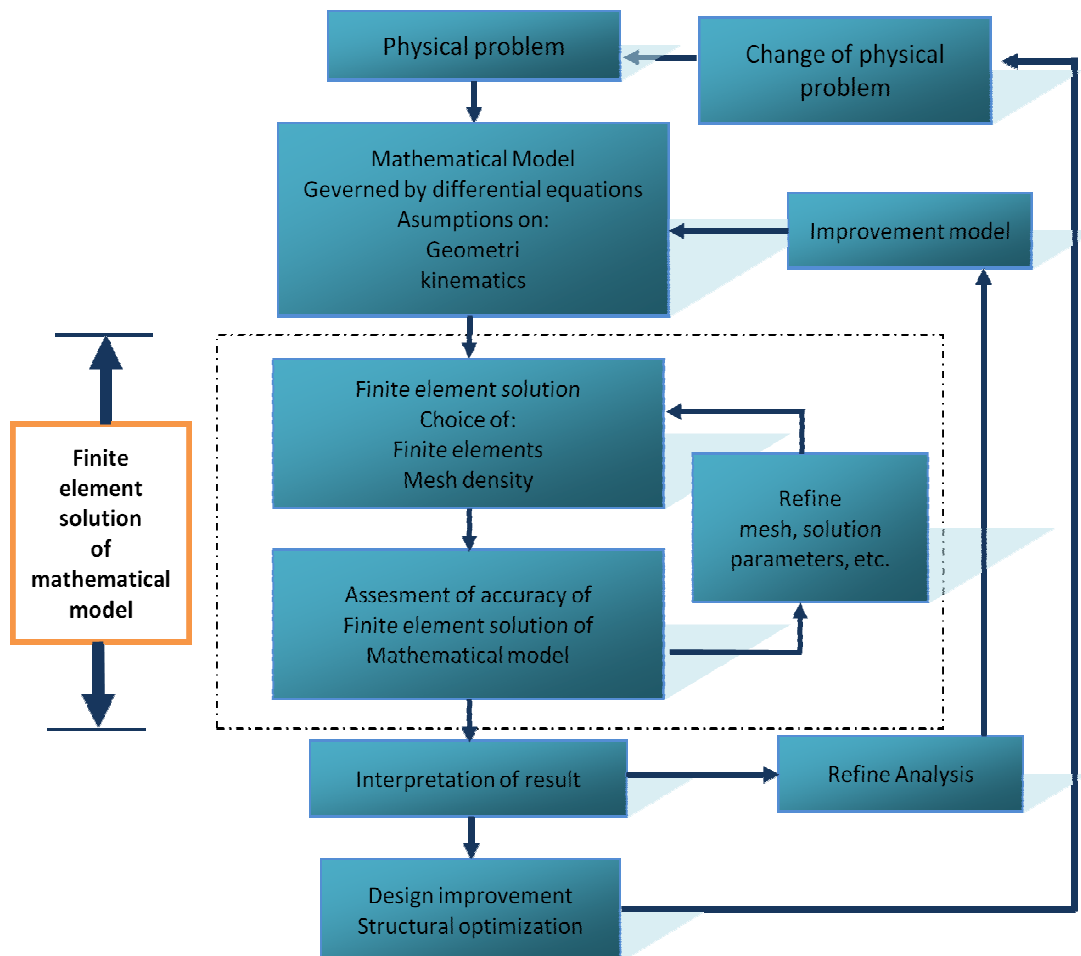 Physical problem
Change of physical
problem
Mathematical Model
Geverned by differential equations
Asumptions on:
Geometri
kinematics
Improvement model
Finite element solution
Choice of:
Finite elements
Mesh density
Finite
element
solution
of
mathematical
model
Refine
mesh, solution
parameters, etc.
Assesment of accuracy of
Finite element solution of
Mathematical model
Interpretation of result
Refine Analysis
Design improvement
Structural optimization